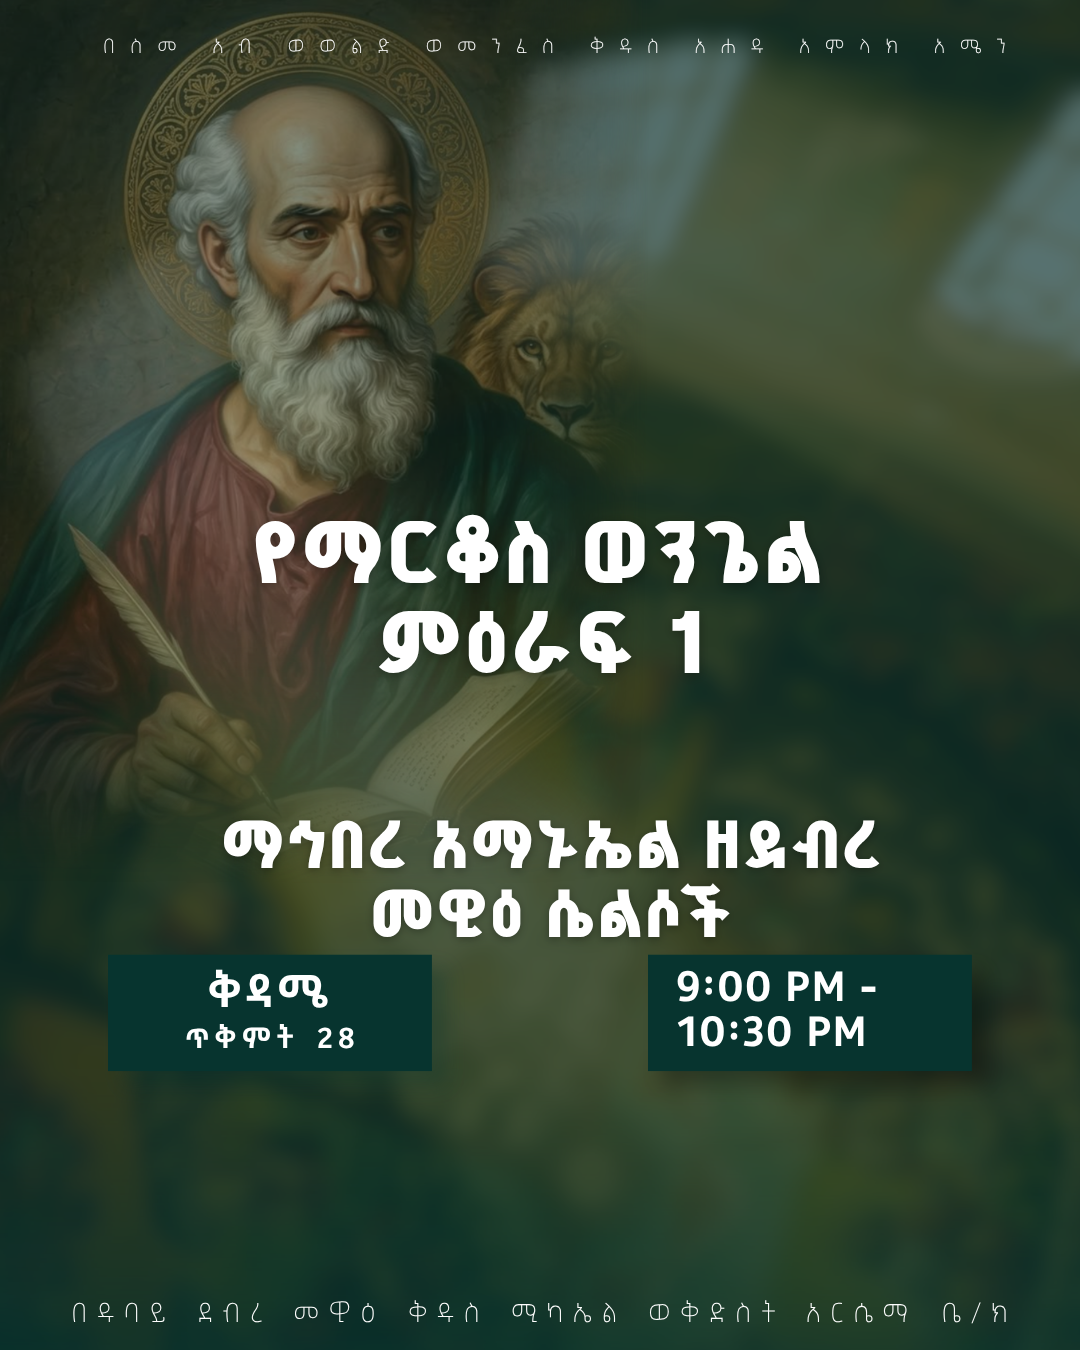 በስመ አብ ወወልድ ወመንፈስ ቅዱስ አሐዱ አምላክ አሜን
የማርቆስ ወንጌል
ምዕራፍ 1
ማኅበረ አማኑኤል ዘደብረ
መዊዕ ሴልሶች
ቅዳሜ
ጥቅምት 28
9:00 PM -
10:30 PM
በዱባይ ደብረ መዊዕ ቅዱስ ሚካኤል ወቅድስት አርሴማ ቤ/ክ